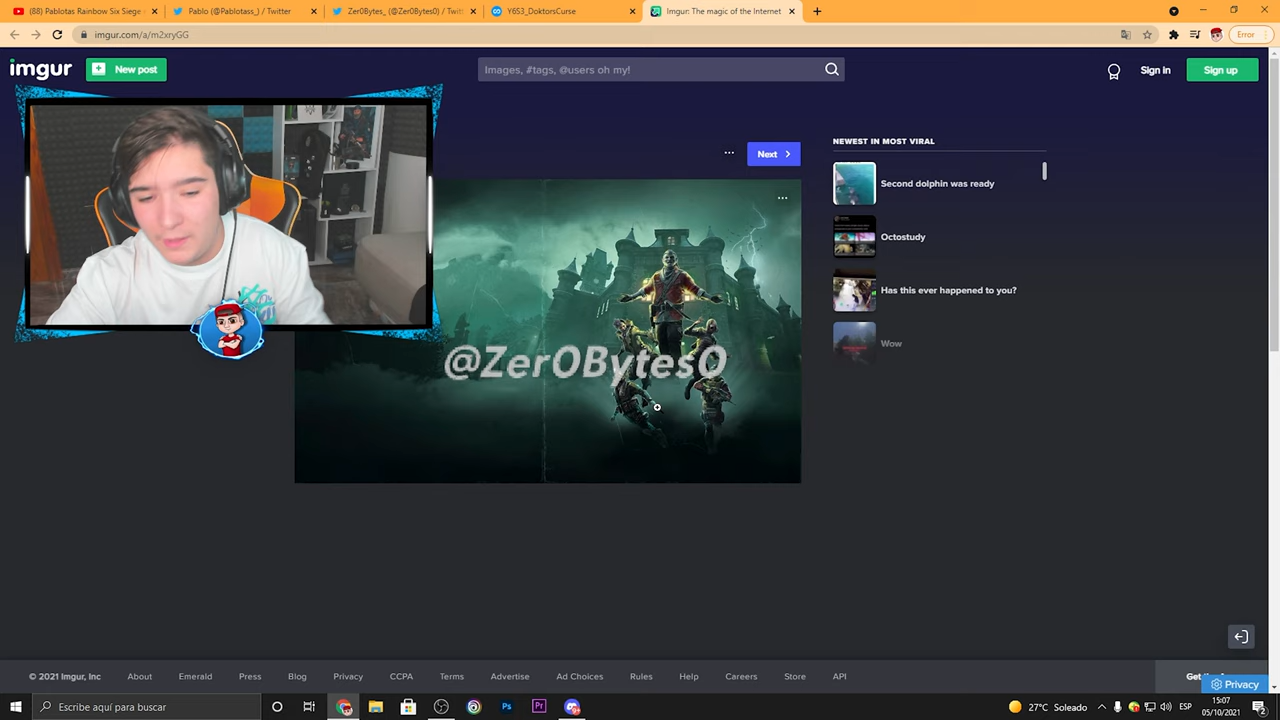 (88) Pablotas Rainbow Six Siege
Pablo (@Pablotass_) / Twitter
Zer0Bytes_ (@Zer0Bytes0) / Twitt
Y6S3_DoktorsCurse
Imgur: The magic of the Internet
imgur.com/a/m2xryGG
Error
imgur
New post
Images, #tags, @users oh my!
Sign in
Sign up
Next
NEWEST IN MOST VIRAL
Second dolphin was ready
Octostudy
Has this ever happened to you?
Wow
@Zer0Bytes0
© 2021 Imgur, Inc
About
Emerald
Press
Blog
Privacy
CCPA
Terms
Advertise
Ad Choices
Rules
Help
Careers
Store
API
Privacy
Escribe aquí para buscar
27°C Soleado
ESP
15:07
05/10/2021